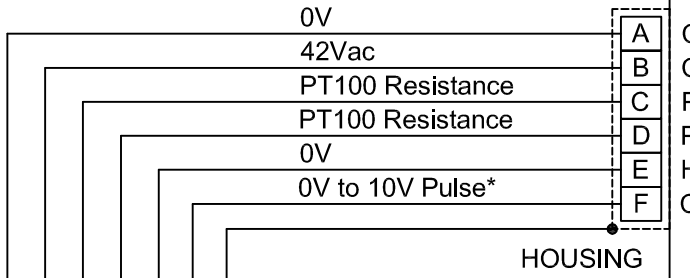 0V A
42Vac B
PT100 Resistance C
PT100 Resistance D
0V E
0V to 10V Pulse* F
HOUSING